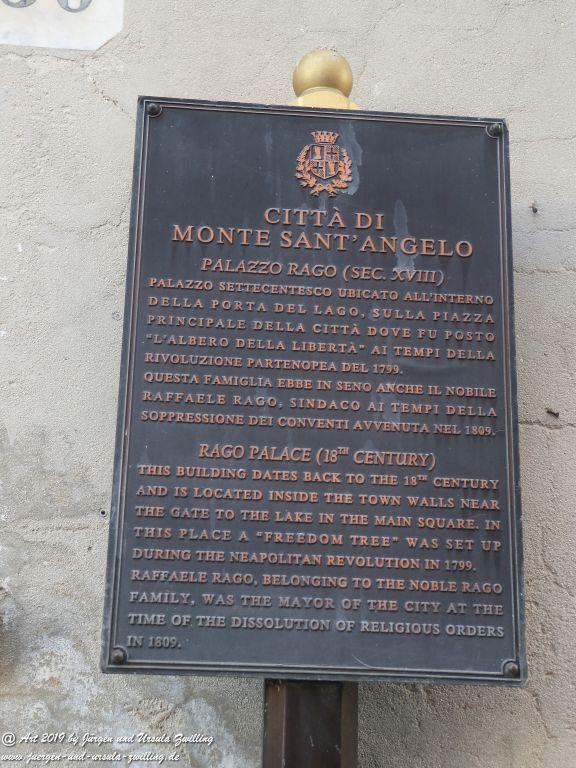 CITTÀ DI
MONTE SANT'ANGELO
PALAZZO RAGO (SEC. XVIII)
PALAZZO SETTECENTESCO UBICATO ALL'INTERNO
DELLA PORTA DEL LAGO, SULLA PIAZZA
PRINCIPALE DELLA CITTÀ DOVE FU POSTO
"L'ALBERO DELLA LIBERTÀ" AI TEMPI DELLA
RIVOLUZIONE PARTENOPEA DEL 1799.
QUESTA FAMIGLIA EBBE IN SENO ANCHE IL NOBILE
RAFFAELE RAGO, SINDACO AI TEMPI DELLA
SOPPRESSIONE DEI CONVENTI AVVENUTA NEL 1809.
RAGO PALACE (18TH CENTURY)
THIS BUILDING DATES BACK TO THE 18TH CENTURY
AND IS LOCATED INSIDE THE TOWN WALLS NEAR
THE GATE TO THE LAKE IN THE MAIN SQUARE. IN
THIS PLACE A "FREEDOM TREE" WAS SET UP
DURING THE NEAPOLITAN REVOLUTION IN 1799.
RAFFAELE RAGO, BELONGING TO THE NOBLE RAGO
FAMILY, WAS THE MAYOR OF THE CITY AT THE
TIME OF THE DISSOLUTION OF RELIGIOUS ORDERS
IN 1809.
@ Art 2019 by Jürgen und Ursula Zwilling
www.juergen-und-ursula-zwilling.de